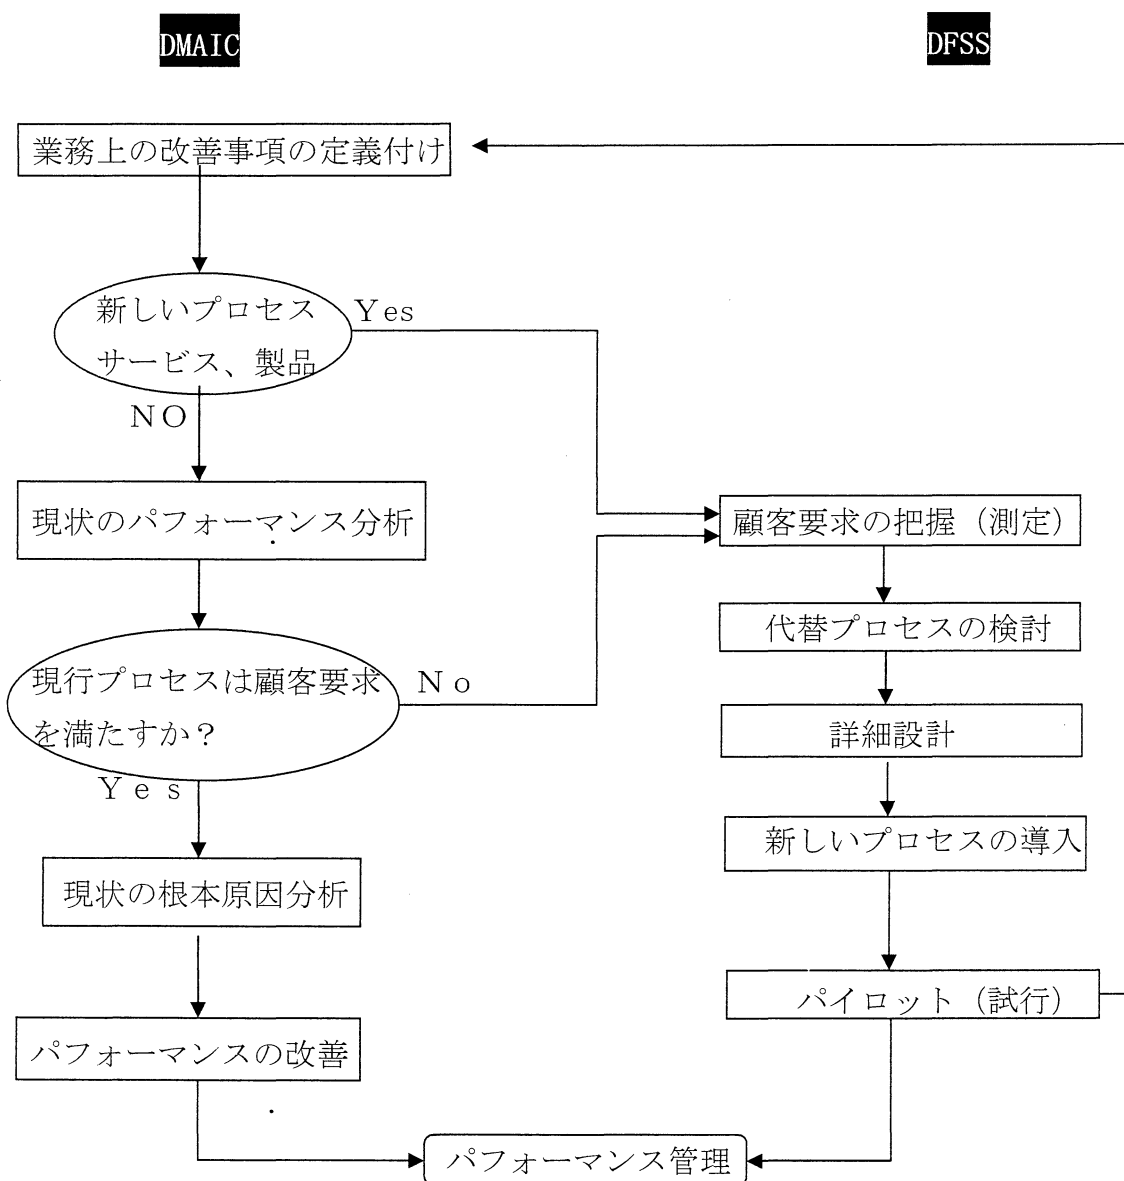 DMAIC
DFSS
業務上の改善事項の定義付け
新しいプロセス
サービス、製品
Yes
NO
現状のパフォーマンス分析
現行プロセスは顧客要求
を満たすか？
No
Yes
現状の根本原因分析
パフォーマンスの改善
顧客要求の把握（測定）
代替プロセスの検討
詳細設計
新しいプロセスの導入
パイロット（試行）
パフォーマンス管理